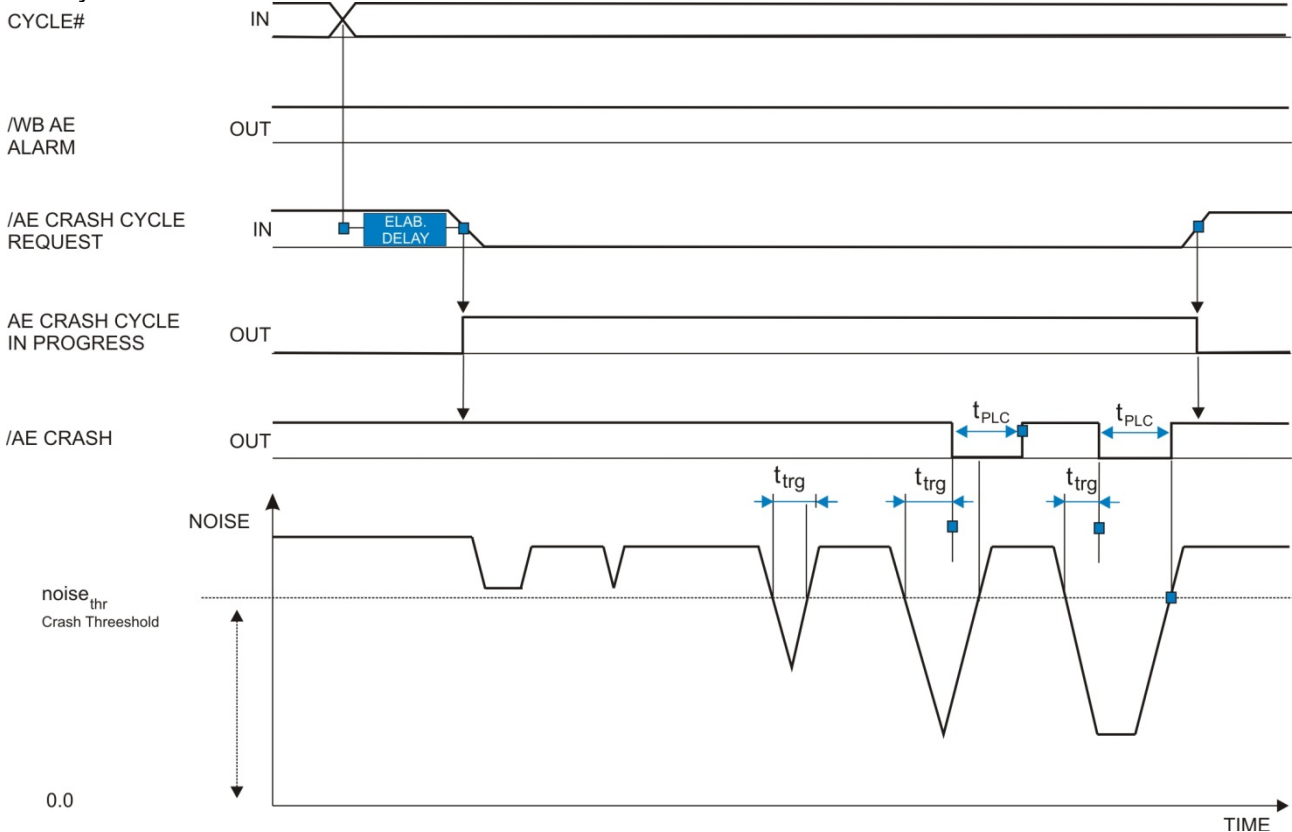 CYCLE# IN
/WB AE
ALARM
OUT
/AE CRASH CYCLE
REQUEST
IN
ELAB.
DELAY
AE CRASH CYCLE
IN PROGRESS
OUT
/AE CRASH
OUT
tPLC tPLC
ttrg ttrg ttrg
NOISE
noisethr
Crash Threeshold
0.0
TIME